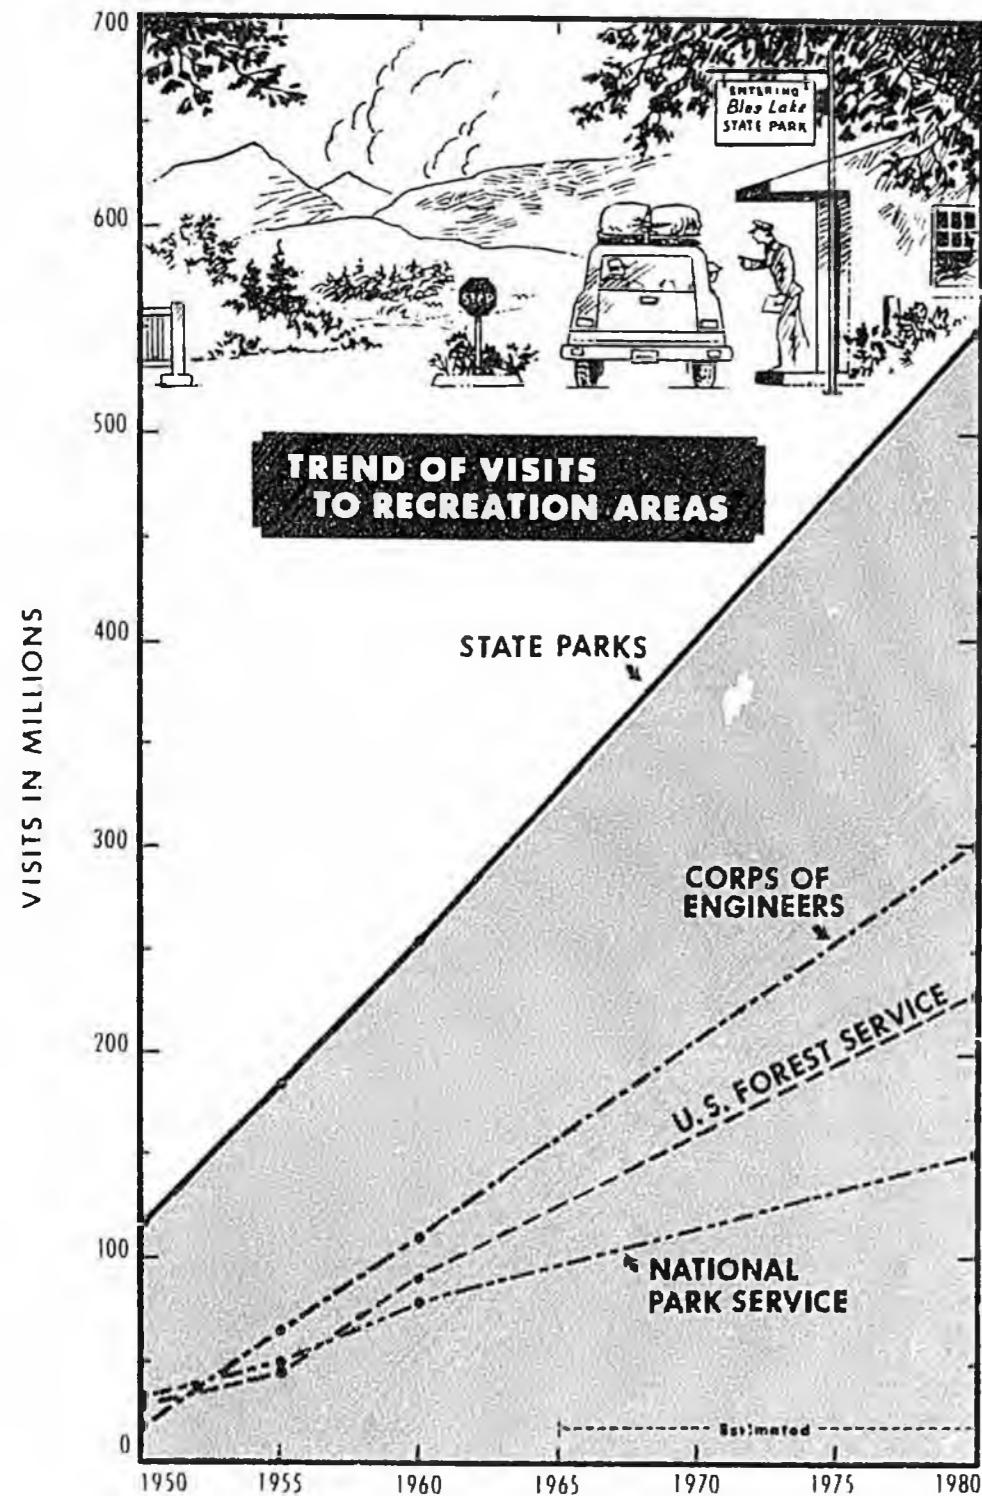 700
600
500
400
300
200
100
0
VISITS IN MILLIONS
ENTERING
Blas Lake
STATE PARK
TREND OF VISITS
TO RECREATION AREAS
STATE PARKS
CORPS OF
ENGINEERS
U.S. FOREST SERVICE
NATIONAL
PARK SERVICE
Estimated
1950 1955 1960 1965 1970 1975 1980